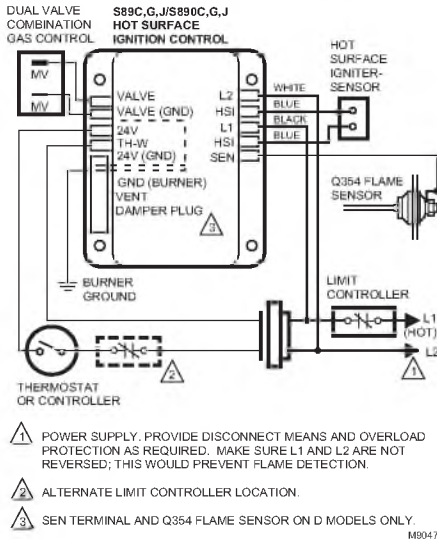 DUAL VALVE
COMBINATION
GAS CONTROL
S89C,G,J/S890C,G,J
HOT SURFACE
IGNITION CONTROL
HOT
SURFACE
IGNITER-
SENSOR
MV
MV
VALVE
VALVE (GND)
24V
TH-W
24V (GND)
GND (BURNER)
VENT
DAMPER PLUG
3
L2
HSI
L1
HSI
SEN
WHITE
BLUE
BLACK
BLUE
Q354 FLAME
SENSOR
BURNER
GROUND
LIMIT
CONTROLLER
L1
(HOT)
L2
1
2
THERMOSTAT
OR CONTROLLER
1 POWER SUPPLY. PROVIDE DISCONNECT MEANS AND OVERLOAD
PROTECTION AS REQUIRED. MAKE SURE L1 AND L2 ARE NOT
REVERSED; THIS WOULD PREVENT FLAME DETECTION.
2 ALTERNATE LIMIT CONTROLLER LOCATION.
3 SEN TERMINAL AND Q354 FLAME SENSOR ON D MODELS ONLY.
M9047